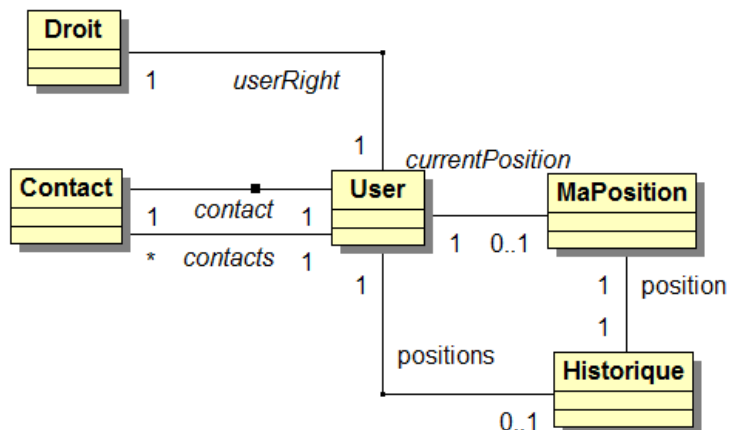 Droit
1
userRight
1
currentPosition
Contact
User
MaPosition
1
contact
1
*
contacts
1
1
0..1
1
1
position
1
positions
Historique
0..1